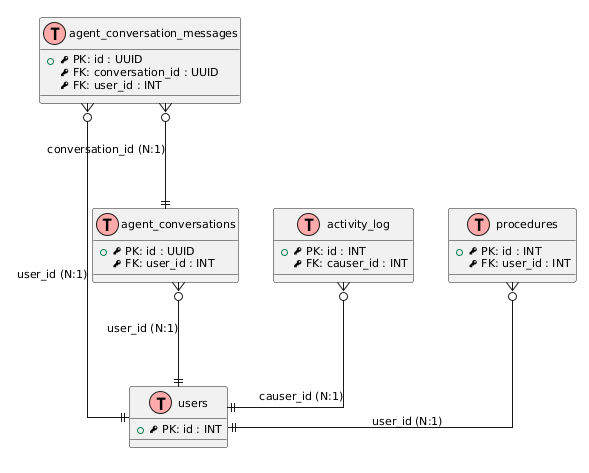 T agent_conversation_messages
PK: id : UUID
FK: conversation_id : UUID
FK: user_id : INT
conversation_id (N:1)
T agent_conversations
PK: id : UUID
FK: user_id : INT
T activity_log
PK: id : INT
FK: causer_id : INT
T procedures
PK: id : INT
FK: user_id : INT
user_id (N:1)
user_id (N:1)
causer_id (N:1)
user_id (N:1)
T users
PK: id : INT